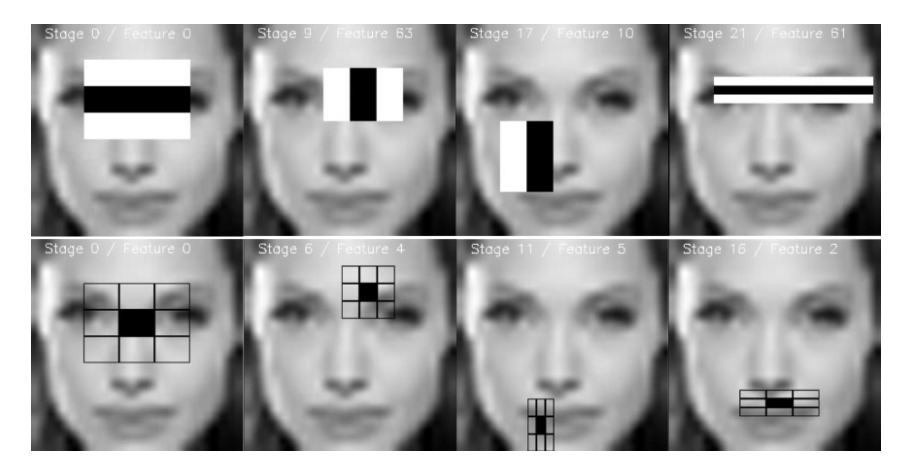 Stage 0 / Feature 0
Stage 9 / Feature 63
Stage 17 / Feature 10
Stage 21 / Feature 61
Stage 0 / Feature 0
Stage 6 / Feature 4
Stage 11 / Feature 5
Stage 16 / Feature 2